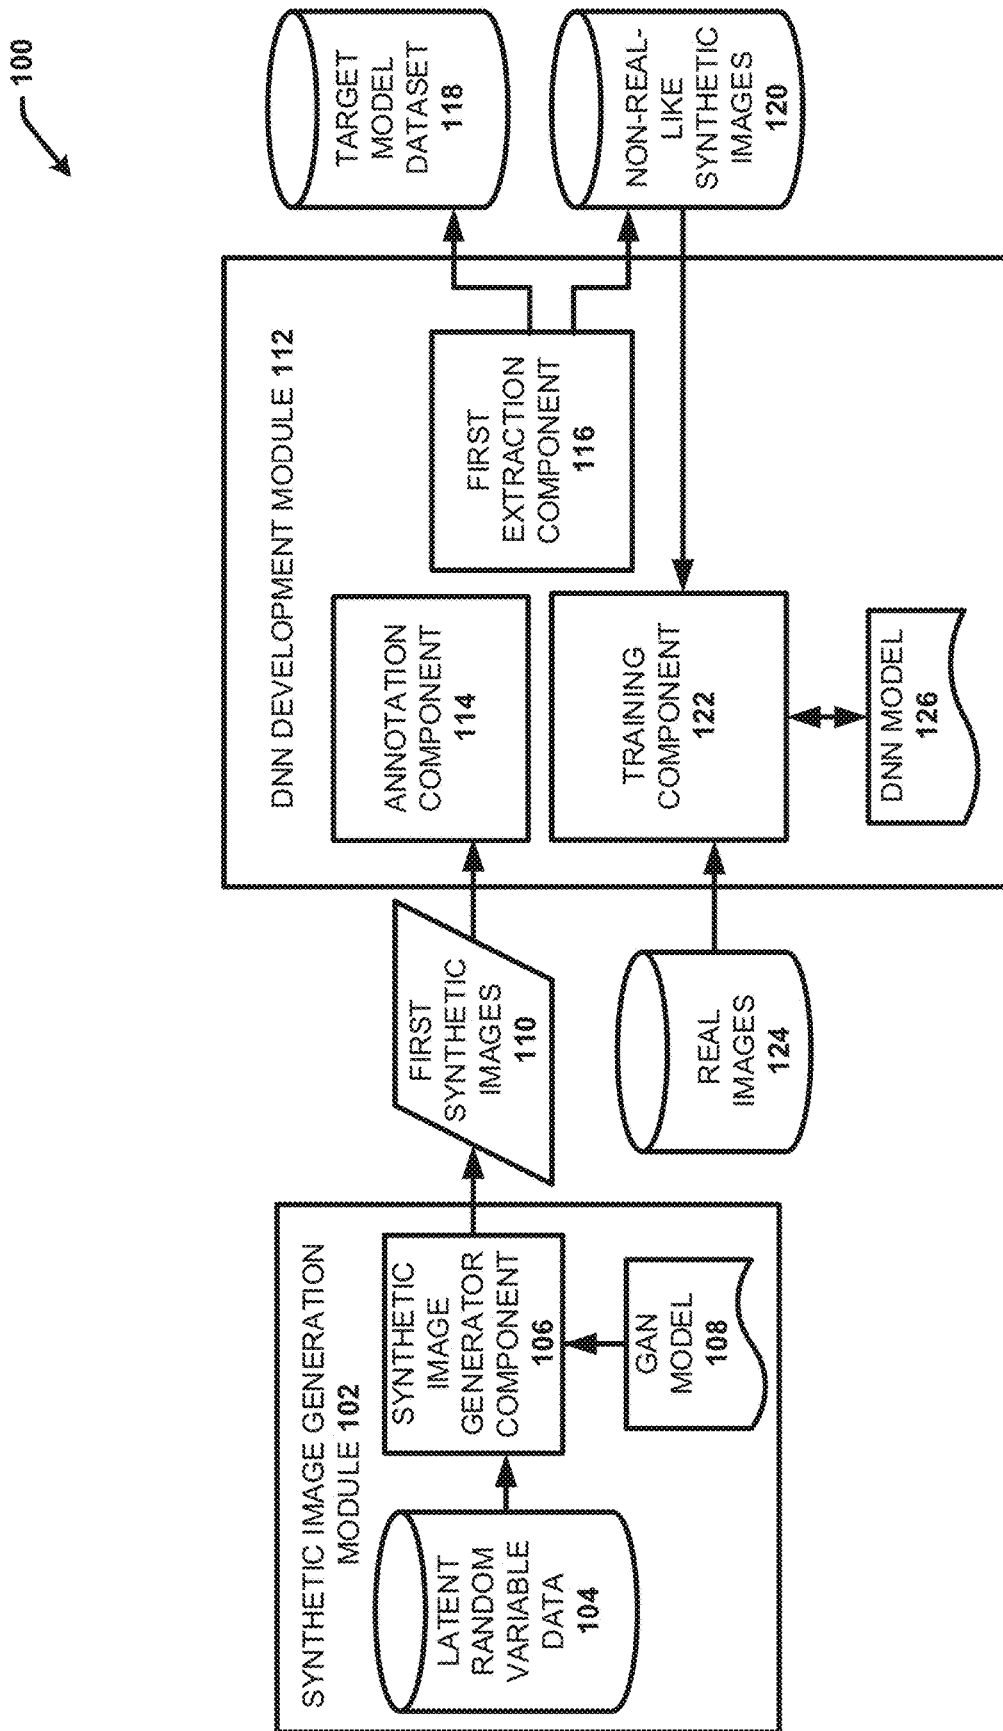 100
SYNTHETIC IMAGE GENERATION
MODULE 102
LATENT
RANDOM
VARIABLE
DATA
104
SYNTHETIC
IMAGE
GENERATOR
COMPONENT
106
GAN
MODEL
108
FIRST
SYNTHETIC
IMAGES
110
REAL
IMAGES
124
DNN DEVELOPMENT MODULE 112
ANNOTATION
COMPONENT
114
FIRST
EXTRACTION
COMPONENT
116
TRAINING
COMPONENT
122
DNN MODEL
126
TARGET
MODEL
DATASET
118
NON-REAL-
LIKE
SYNTHETIC
IMAGES
120